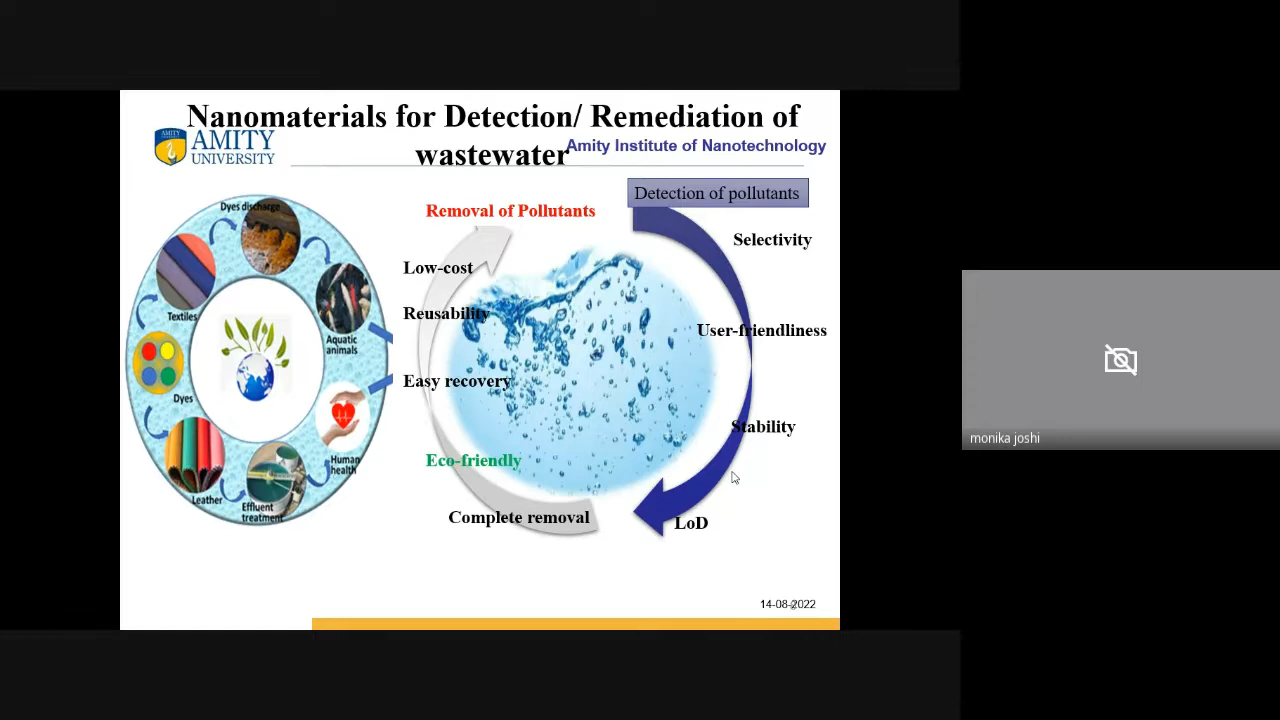 Nanomaterials for Detection/ Remediation of
wastewater
AMITY
AMITY
UNIVERSITY
Amity Institute of Nanotechnology
Detection of pollutants
Removal of Pollutants
Dyes discharge
Selectivity
Low-cost
Reusability
Textiles
User-friendliness
Aquatic
animals
Easy recovery
Dyes
Stability
Human
health
Eco-friendly
Leather
Effluent
treatment
Complete removal
LoD
14-08-2022
monika joshi